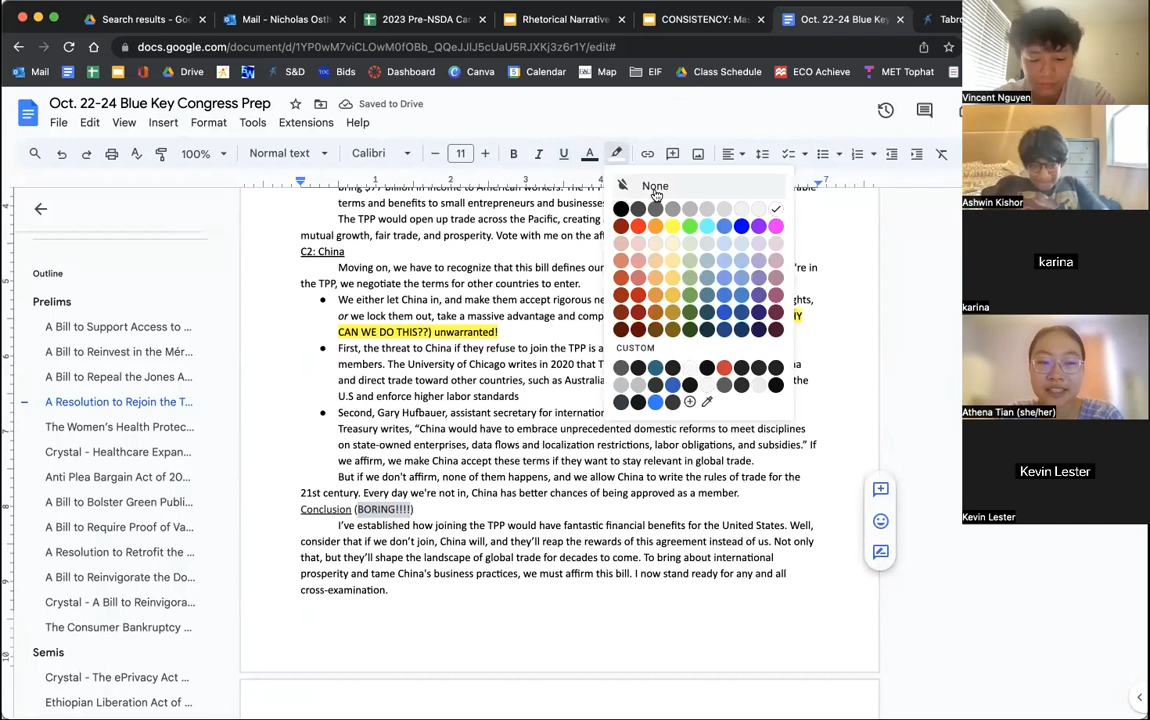 Search results - Goo
Mail - Nicholas Osth
2023 Pre-NSDA Car
Rhetorical Narrative
CONSISTENCY: Mas
Oct. 22-24 Blue Key
Tabro
docs.google.com/document/d/1YP0wM7viCLOwM0fOBb_QQeJJIJ5cUaU5RJXKj3z6r1Y/edit#
Mail
Drive
S&D
Bids
Dashboard
Canva
Calendar
Map
EIF
Class Schedule
ECO Achieve
MET Tophat
Oct. 22-24 Blue Key Congress Prep
Saved to Drive
File Edit View Insert Format Tools Extensions Help
100%
Normal text
Calibri
11
Outline
Prelims
A Bill to Support Access to ...
A Bill to Reinvest in the Mér...
A Bill to Repeal the Jones A...
A Resolution to Rejoin the T...
The Women's Health Protec...
Crystal - Healthcare Expan...
Anti Plea Bargain Act of 20...
A Bill to Bolster Green Publi...
A Bill to Require Proof of Va...
A Resolution to Retrofit the ...
A Bill to Reinvigorate the Do...
Crystal - A Bill to Reinvigora...
The Consumer Bankruptcy ...
Semis
Crystal - The ePrivacy Act ...
Ethiopian Liberation Act of ...
terms and benefits to small entrepreneurs and businesse
The TPP would open up trade across the Pacific, creating
mutual growth, fair trade, and prosperity. Vote with me on the aff
C2: China
Moving on, we have to recognize that this bill defines our re in
the TPP, we negotiate the terms for other countries to enter.
● We either let China in, and make them accept rigorous ne ghts,
or we lock them out, take a massive advantage and comp Y
CAN WE DO THIS??) unwarranted!
● First, the threat to China if they refuse to join the TPP is a
members. The University of Chicago writes in 2020 that T na
and direct trade toward other countries, such as Australia the
U.S and enforce higher labor standards
● Second, Gary Hufbauer, assistant secretary for internation
Treasury writes, "China would have to embrace unprecedented domestic reforms to meet disciplines
on state-owned enterprises, data flows and localization restrictions, labor obligations, and subsidies." If
we affirm, we make China accept these terms if they want to stay relevant in global trade.
But if we don't affirm, none of them happens, and we allow China to write the rules of trade for the
21st century. Every day we're not in, China has better chances of being approved as a member.
Conclusion (BORING!!!!)
I've established how joining the TPP would have fantastic financial benefits for the United States. Well,
consider that if we don't join, China will, and they'll reap the rewards of this agreement instead of us. Not only
that, but they'll shape the landscape of global trade for decades to come. To bring about international
prosperity and tame China's business practices, we must affirm this bill. I now stand ready for any and all
cross-examination.
None
CUSTOM
Vincent Nguyen
Ashwin Kishor
karina
karina
Athena Tian (she/her)
Kevin Lester
Kevin Lester